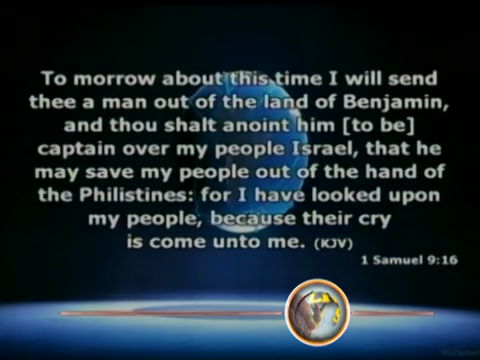 To morrow about this time I will send
thee a man out of the land of Benjamin,
and thou shalt anoint him [to be]
captain over my people Israel, that he
may save my people out of the hand of
the Philistines: for I have looked upon
my people, because their cry
is come unto me. (KJV)
1 Samuel 9:16